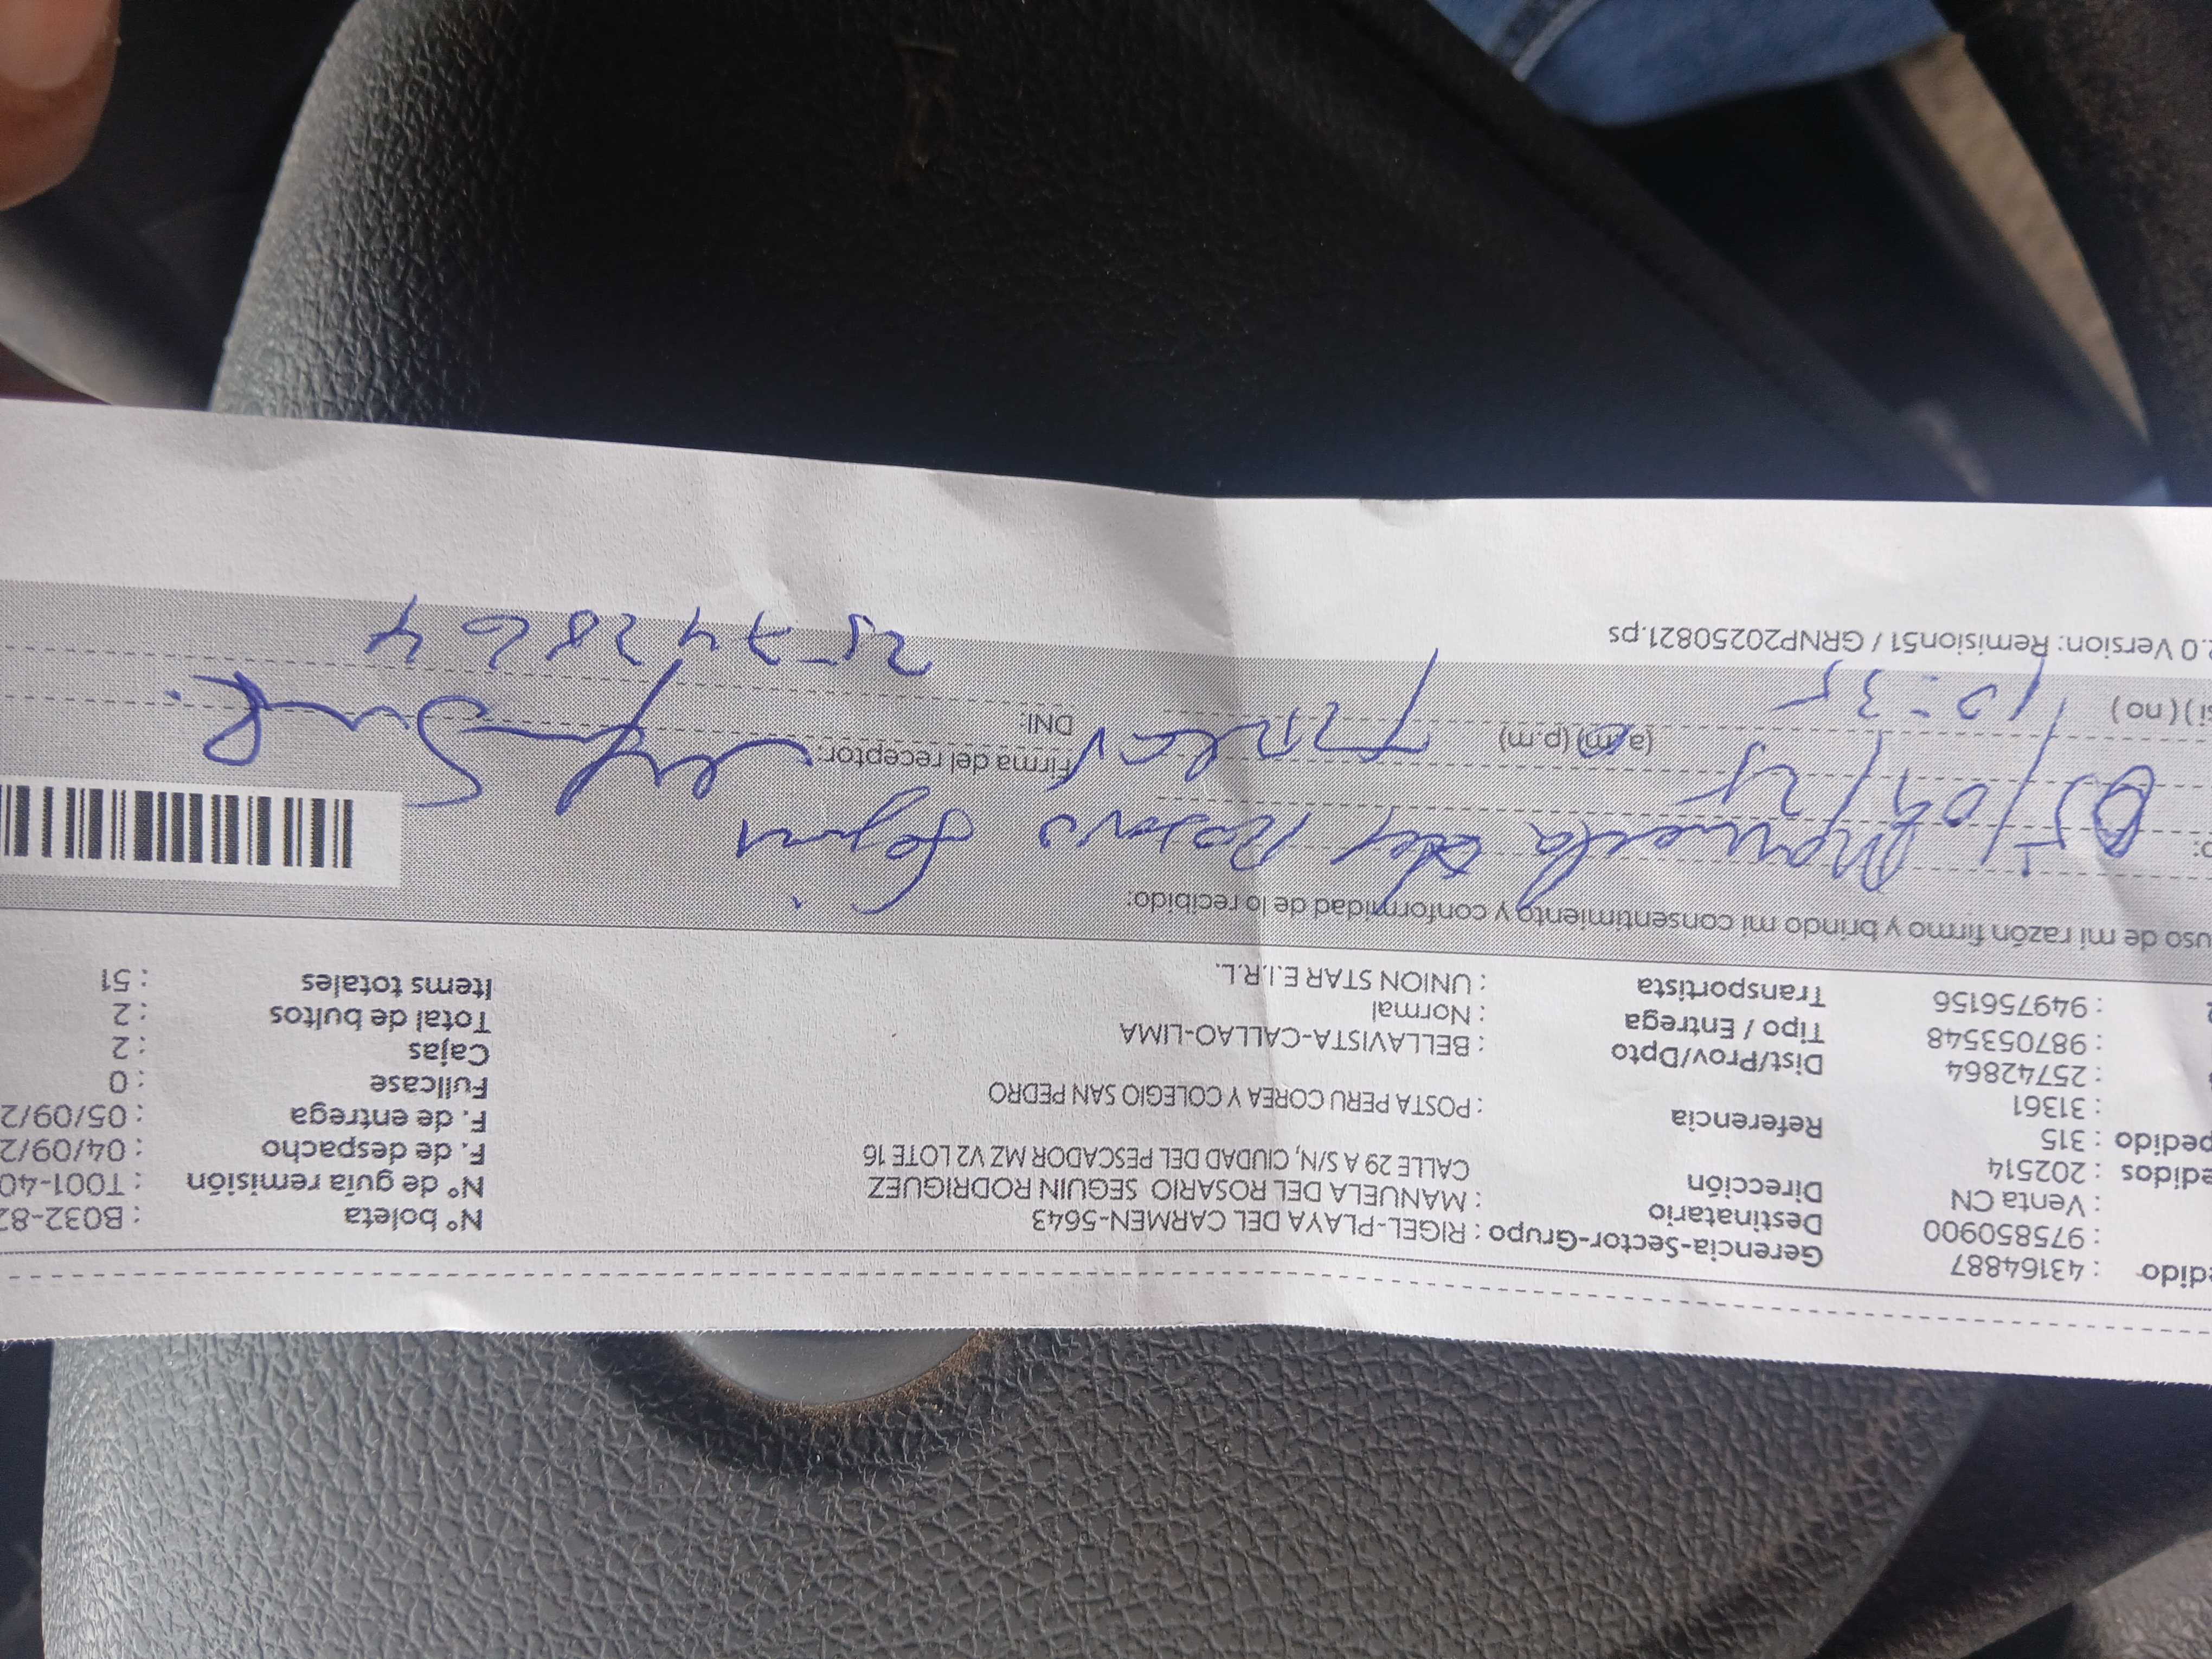 edido : 43164887 Gerencia-Sector-Grupo : RIGEL-PLAYA DEL CARMEN-5643 N° boleta : B032-82
: 975850900 Destinatario : MANUELA DEL ROSARIO SEGUIN RODRIGUEZ N° de guía remisión : T001-40
: Venta CN Dirección CALLE 29 A S/N, CIUDAD DEL PESCADOR MZ V2 LOTE 16 F. de despacho : 04/09/2
edidos : 202514 F. de entrega : 05/09/2
pedido : 315 Referencia : POSTA PERU COREA Y COLEGIO SAN PEDRO Fullcase : 0
: 31361 Cajas : 2
: 25742864 Dist/Prov/Dpto : BELLAVISTA-CALLAO-LIMA Total de bultos : 2
: 987053548 Tipo / Entrega : Normal Items totales : 51
: 949756156 Transportista : UNION STAR E.I.R.L.
uso de mi razón firmo y brindo mi consentimiento y conformidad de lo recibido:
Manuela del Rosario Seguin
05/09/25
(a.m) (p.m) Titular Firma del receptor:
si ) ( no ) 10:35 DNI: 25742864
2.0 Version: Remision51 / GRNP20250821.ps